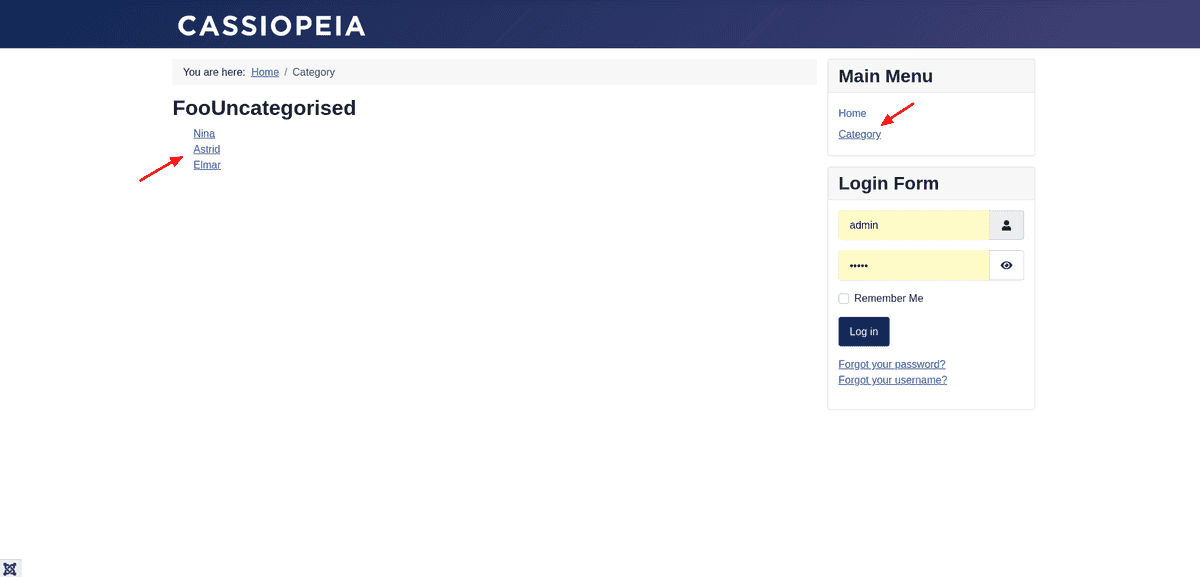 CASSIOPEIA
You are here: Home / Category
FooUncategorised
Nina
Astrid
Elmar
Main Menu
Home
Category
Login Form
admin
•••••
Remember Me
Log in
Forgot your password?
Forgot your username?